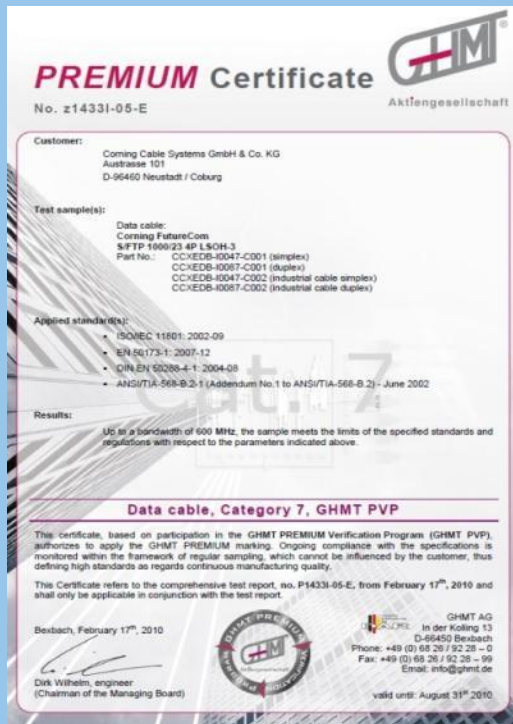 GHMT
Aktiengesellschaft
PREMIUM Certificate
No. z1433I-05-E
Customer:
Corning Cable Systems GmbH & Co. KG
Austrasse 101
D-96460 Neustadt / Coburg
Test sample(s):
Data cable:
Corning FutureCom
S/FTP 1000/23 4P LSOH-3
Part No.: CCXEDB-I0047-C001 (simplex)
CCXEDB-I0087-C001 (duplex)
CCXEDB-I0047-C002 (industrial cable simplex)
CCXEDB-I0087-C002 (industrial cable duplex)
Applied standard(s):
• ISO/IEC 11801: 2002-09
• EN 50173-1: 2007-12
• DIN EN 50288-4-1: 2004-08
• ANSI/TIA-568-B.2-1 (Addendum No.1 to ANSI/TIA-568-B.2) - June 2002
Cat. 7
Results:
Up to a bandwidth of 600 MHz, the sample meets the limits of the specified standards and
regulations with respect to the parameters indicated above.
Data cable, Category 7, GHMT PVP
This certificate, based on participation in the GHMT PREMIUM Verification Program (GHMT PVP),
authorizes to apply the GHMT PREMIUM marking. Ongoing compliance with the specifications is
monitored within the framework of regular sampling, which cannot be influenced by the customer, thus
defining high standards as regards continuous manufacturing quality.
This Certificate refers to the comprehensive test report, no. P1433I-05-E, from February 17th, 2010 and
shall only be applicable in conjunction with the test report.
Bexbach, February 17th, 2010
Dirk Wilhelm, engineer
(Chairman of the Managing Board)
GHMT PREMIUM
VERIFICATION PROGRAM
GHMT
Aktiengesellschaft
GHMT AG
In der Kolling 13
D-66450 Bexbach
Phone: +49 (0) 68 26 / 92 28 – 0
Fax: +49 (0) 68 26 / 92 28 – 99
Email: info@ghmt.de
valid until: August 31st 2010